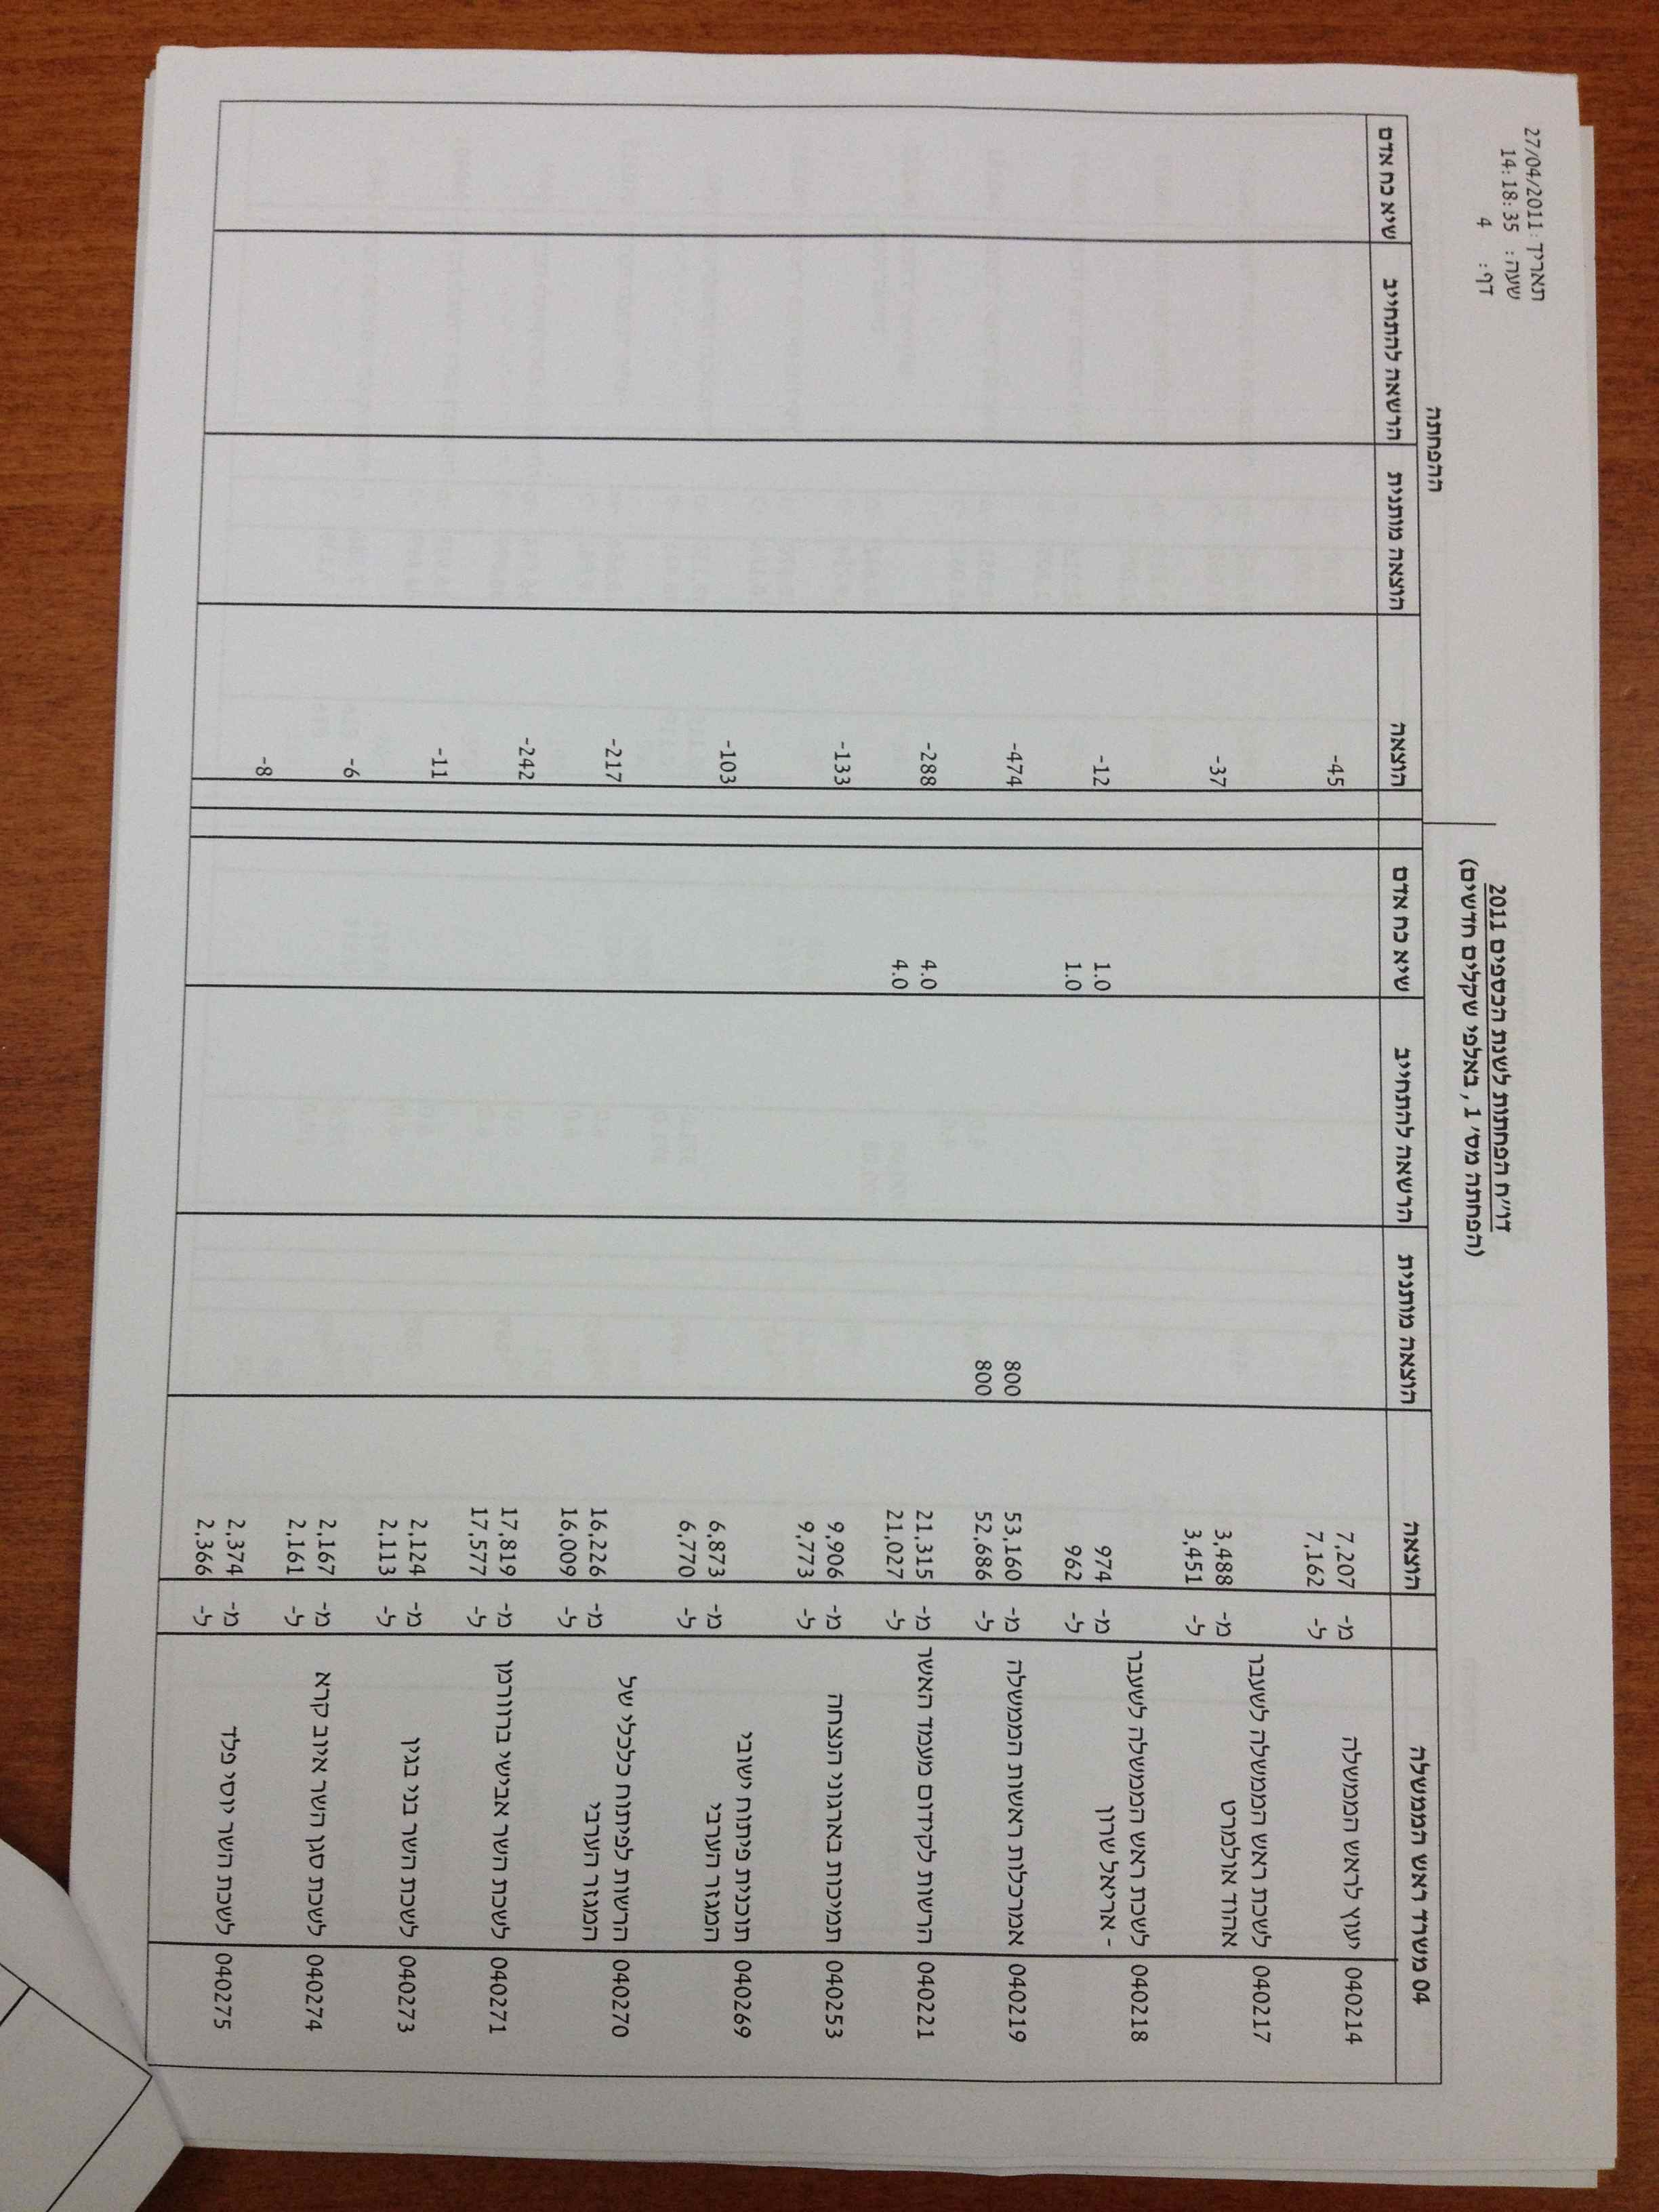 תאריך: 27/04/2011
שעה: 14:18:35
דף: 4
דו״ח הפחתות לשנת הכספים 2011
(הפחתה מס׳ 1, באלפי שקלים חדשים)
ההפחתה
04 משרד ראש הממשלה הוצאה הוצאה מותנית הרשאה להתחייב שיא כח אדם הוצאה הוצאה מותנית הרשאה להתחייב שיא כח אדם
040214 יעוץ לראש הממשלה מ- 7,207 -45
ל- 7,162
040217 לשכת ראש הממשלה לשעבר
אהוד אולמרט מ- 3,488 -37
ל- 3,451
040218 לשכת ראש הממשלה לשעבר
- אריאל שרון מ- 974 1.0 -12
ל- 962 1.0
040219 אמרכלות ראשות הממשלה מ- 53,160 800 -474
ל- 52,686 800
040221 הרשות לקידום מעמד האשה מ- 21,315 4.0 -288
ל- 21,027 4.0
040253 תמיכות בארגוני הנצחה מ- 9,906 -133
ל- 9,773
040269 תוכנית פיתוח ישובי
המגזר הערבי מ- 6,873 -103
ל- 6,770
040270 הרשות לפיתוח כלכלי של
המגזר הערבי מ- 16,226 -217
ל- 16,009
040271 לשכת השר אבישי ברוורמן מ- 17,819 -242
ל- 17,577
040273 לשכת השר בני בגין מ- 2,124 -11
ל- 2,113
040274 לשכת סגן השר איוב קרא מ- 2,167 -6
ל- 2,161
040275 לשכת השר יוסי פלד מ- 2,374 -8
ל- 2,366